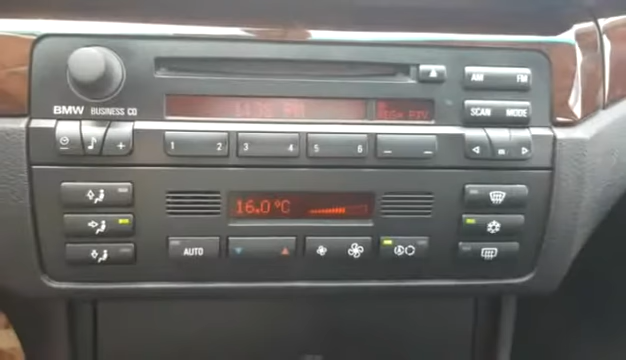 AM FM
BMW BUSINESS CD
SCAN MODE
+
1 2 3 4 5 6
16.0°C
AUTO